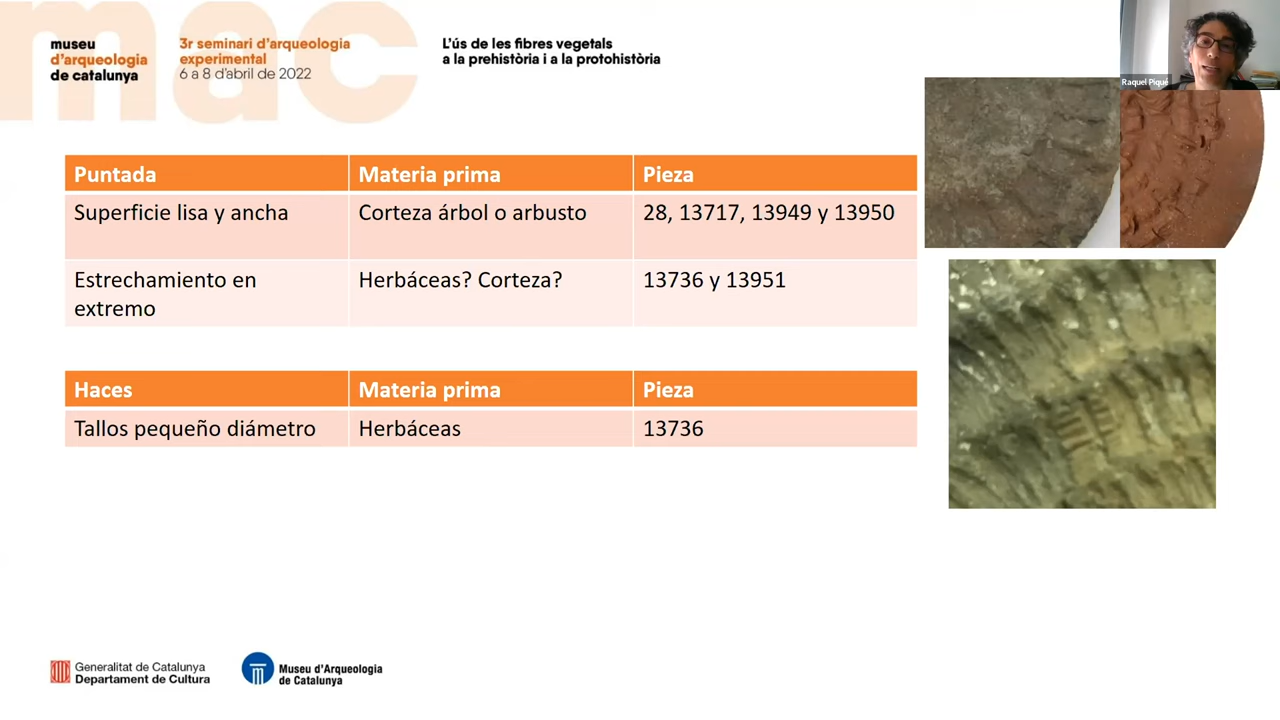 museu
d'arqueologia
de catalunya
3r seminari d'arqueologia
experimental
6 a 8 d'abril de 2022
L'ús de les fibres vegetals
a la prehistòria i a la protohistòria
Raquel Piqué
Puntada Materia prima Pieza
Superficie lisa y ancha Corteza árbol o arbusto 28, 13717, 13949 y 13950
Estrechamiento en
extremo Herbáceas? Corteza? 13736 y 13951
Haces Materia prima Pieza
Tallos pequeño diámetro Herbáceas 13736
Generalitat de Catalunya
Departament de Cultura
Museu d'Arqueologia
de Catalunya
mac